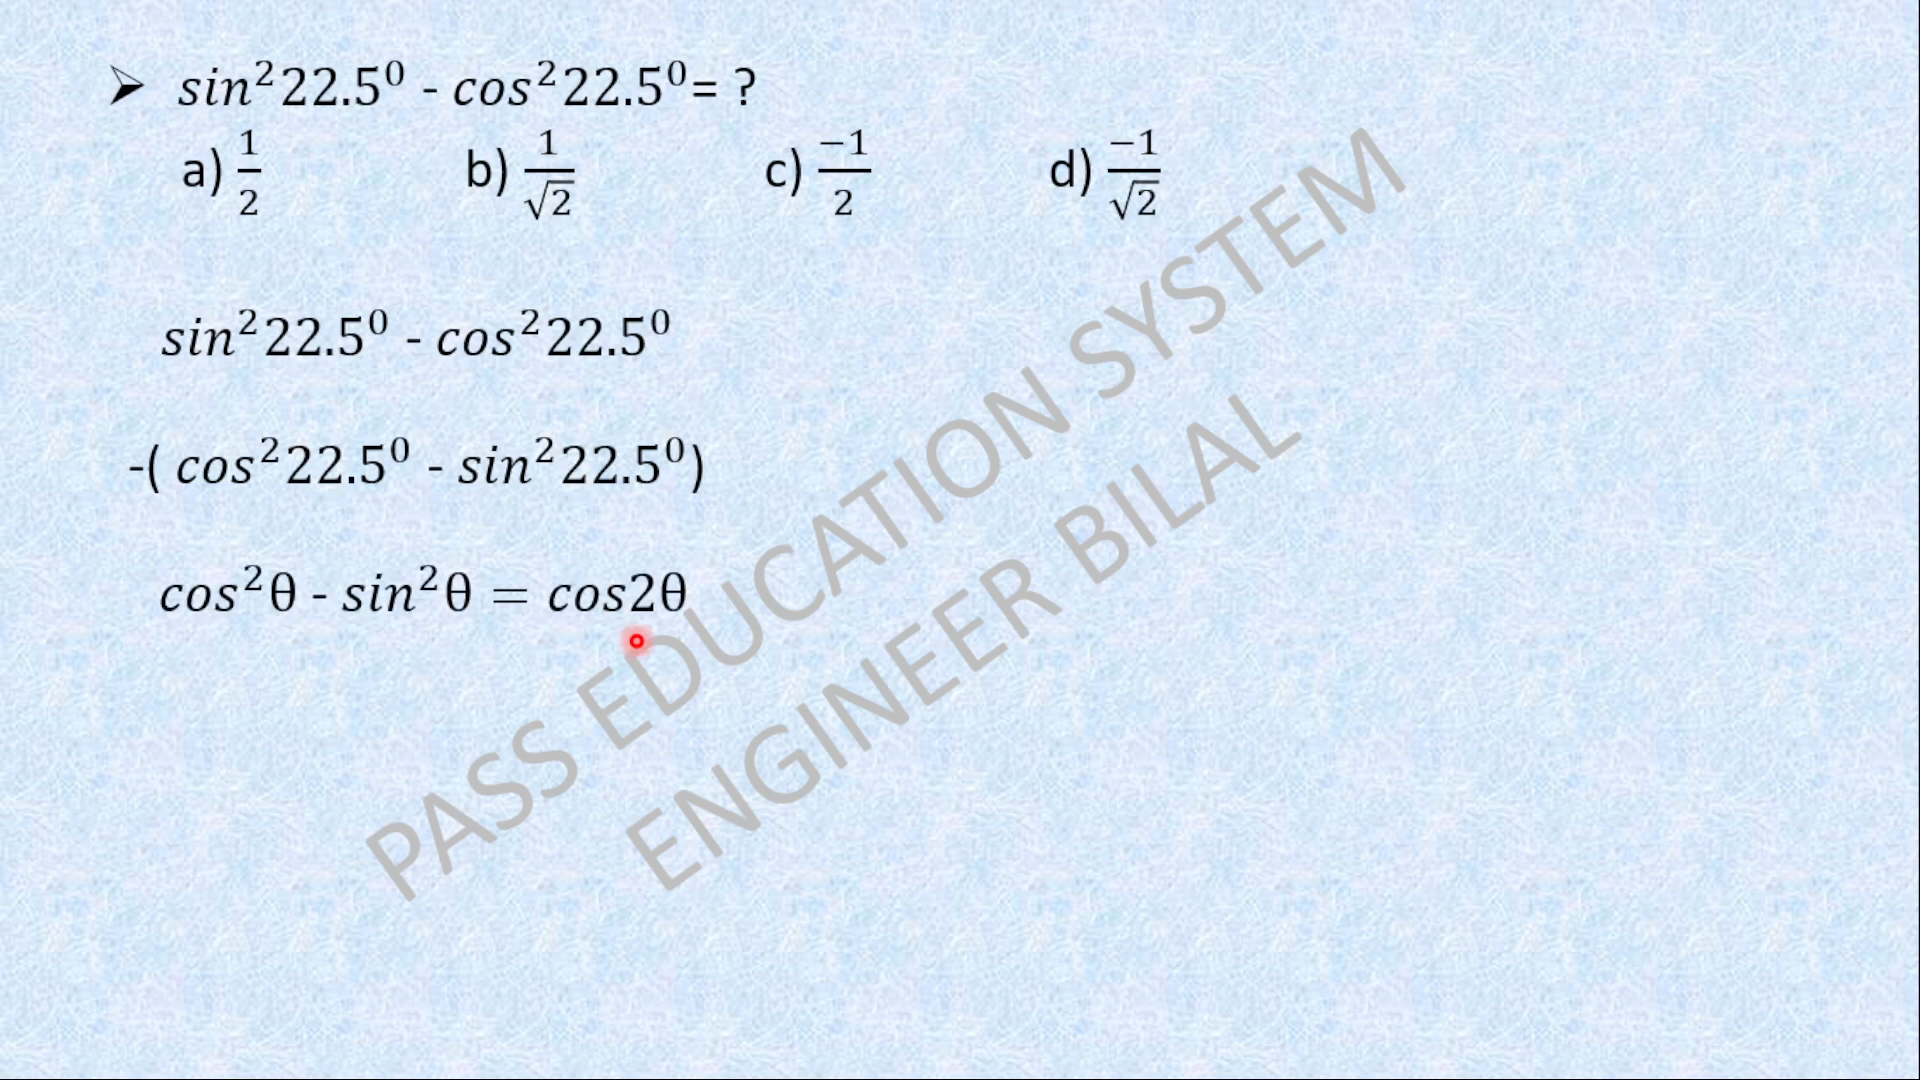 ➢ sin²22.5⁰ - cos²22.5⁰= ?
a) 1/2 b) 1/√2 c) −1/2 d) −1/√2
sin²22.5⁰ - cos²22.5⁰
-( cos²22.5⁰ - sin²22.5⁰)
cos²θ - sin²θ = cos2θ
PASS EDUCATION SYSTEM
ENGINEER BILAL